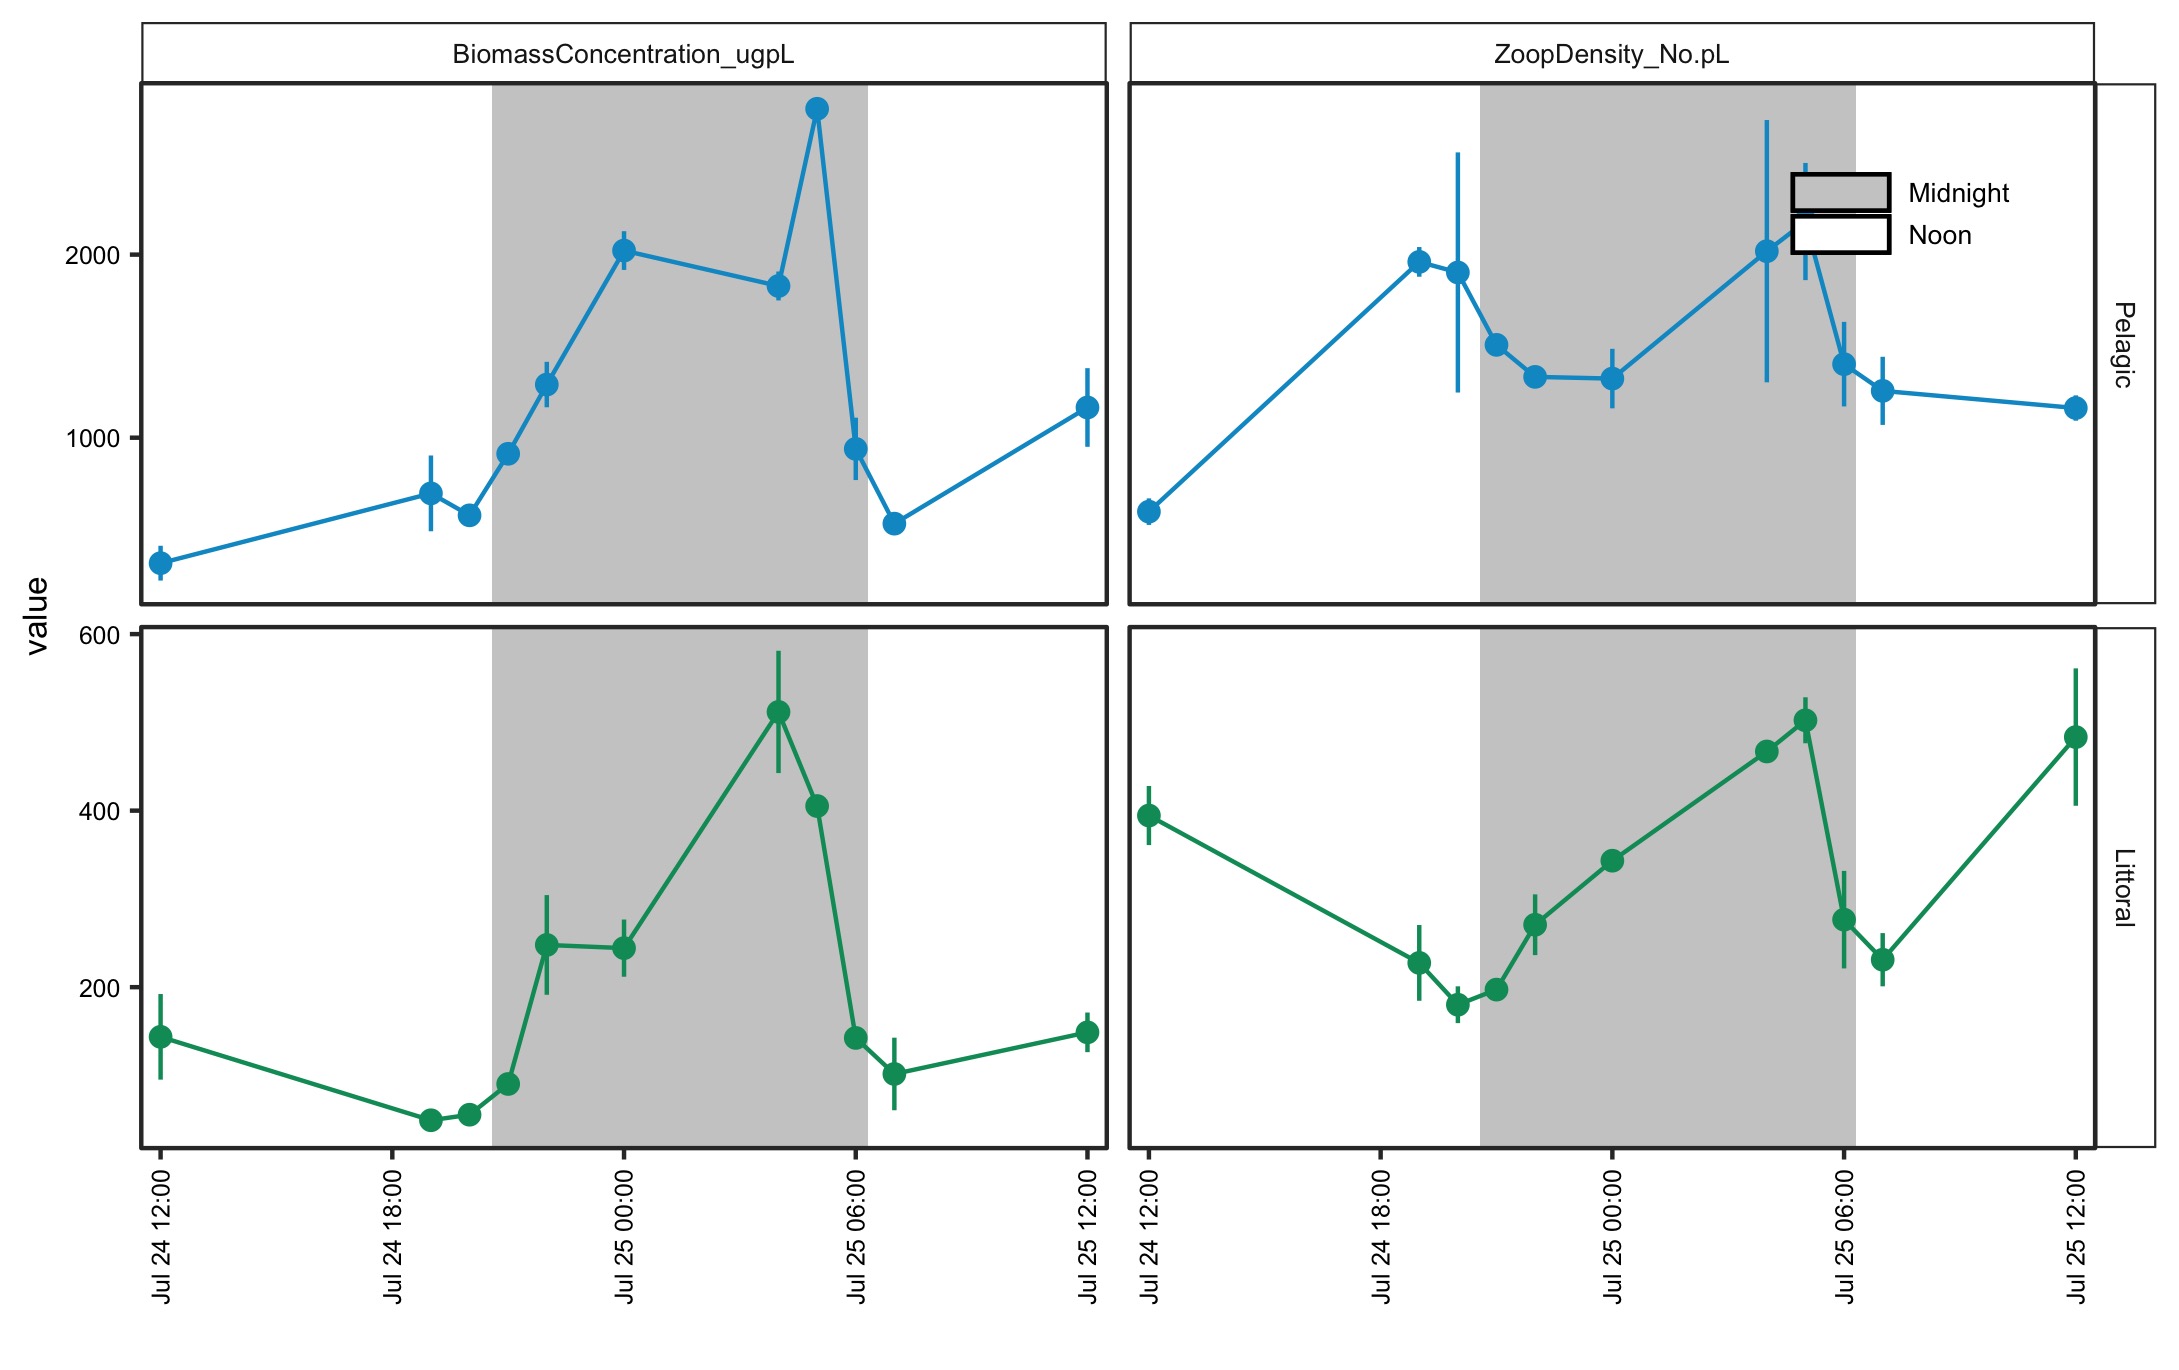 BiomassConcentration_ugpL
ZoopDensity_No.pL
Midnight
Noon
2000
1000
Pelagic
value
600
400
200
Littoral
Jul 24 12:00
Jul 24 18:00
Jul 25 00:00
Jul 25 06:00
Jul 25 12:00
Jul 24 12:00
Jul 24 18:00
Jul 25 00:00
Jul 25 06:00
Jul 25 12:00